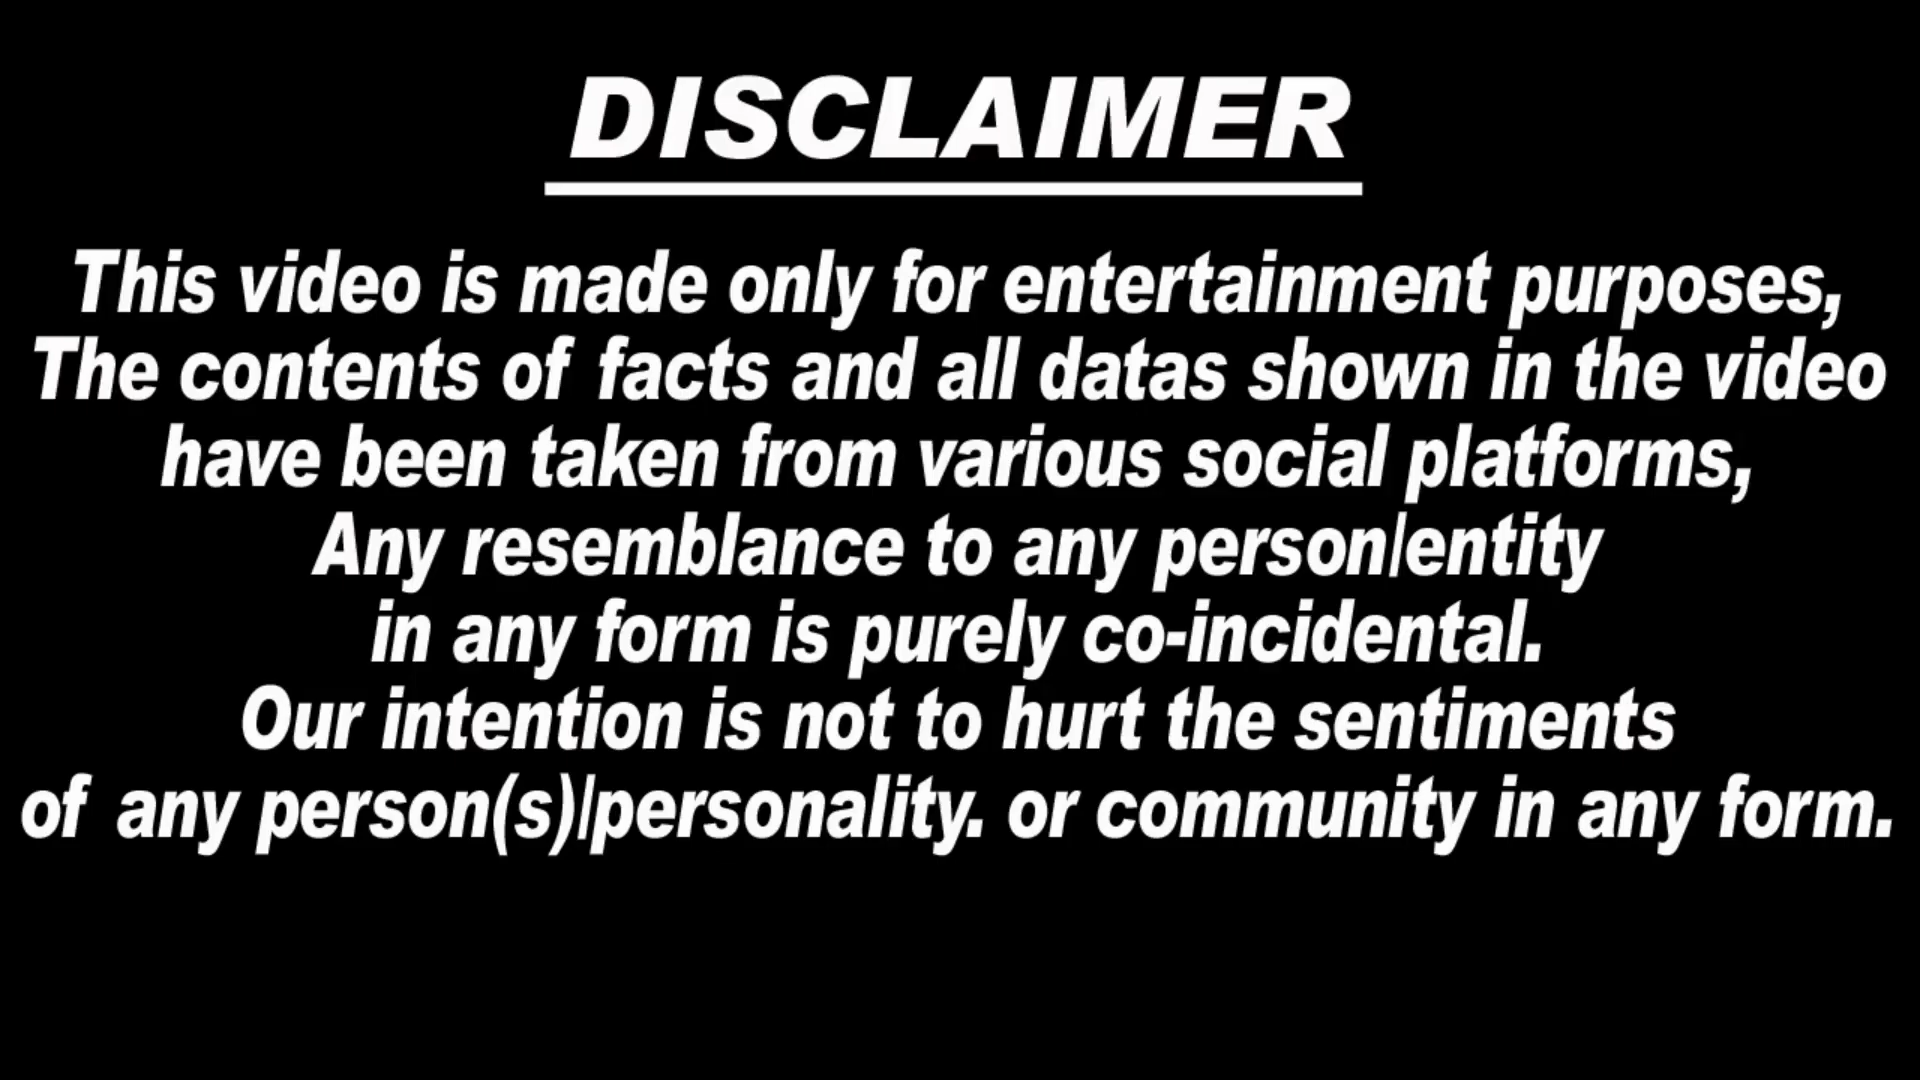 DISCLAIMER
This video is made only for entertainment purposes,
The contents of facts and all datas shown in the video
have been taken from various social platforms,
Any resemblance to any person/entity
in any form is purely co-incidental.
Our intention is not to hurt the sentiments
of any person(s)/personality. or community in any form.